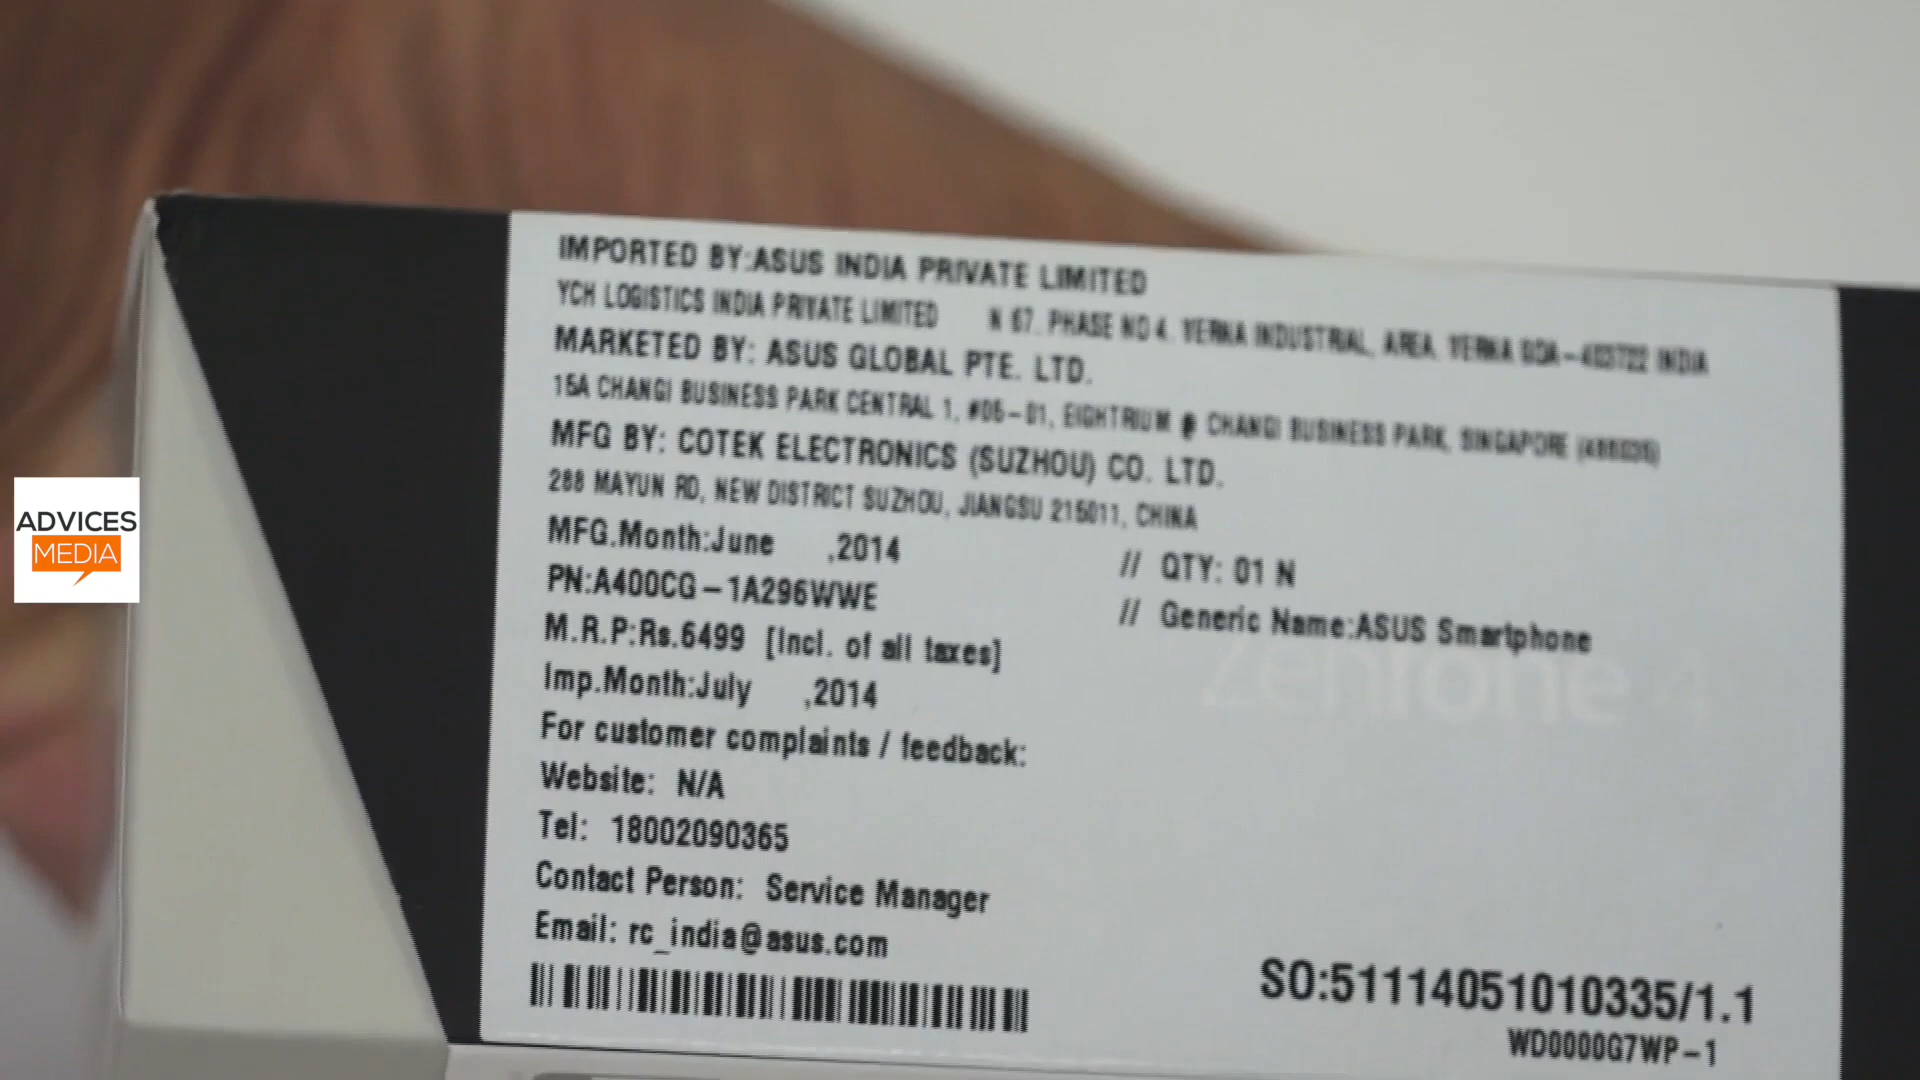 IMPORTED BY:ASUS INDIA PRIVATE LIMITED
YCH LOGISTICS INDIA PRIVATE LIMITED N 67. PHASE NO 4. VERNA INDUSTRIAL, AREA, VERNA GOA-403722 INDIA
MARKETED BY: ASUS GLOBAL PTE. LTD.
15A CHANGI BUSINESS PARK CENTRAL 1, #05-01, EIGHTRIUM @ CHANGI BUSINESS PARK, SINGAPORE
MFG BY: COTEK ELECTRONICS (SUZHOU) CO. LTD.
288 MAYUN RD, NEW DISTRICT SUZHOU, JIANGSU 215011, CHINA
MFG.Month:June ,2014 // QTY: 01 N
PN:A400CG-1A296WWE // Generic Name:ASUS Smartphone
M.R.P:Rs.6499 [Incl. of all taxes]
Zenfone 4
Imp.Month:July ,2014
For customer complaints / feedback:
Website: N/A
Tel: 18002090365
Contact Person: Service Manager
Email: rc_india@asus.com
SO:51114051010335/1.1
WD0000G7WP-1
ADVICES
MEDIA